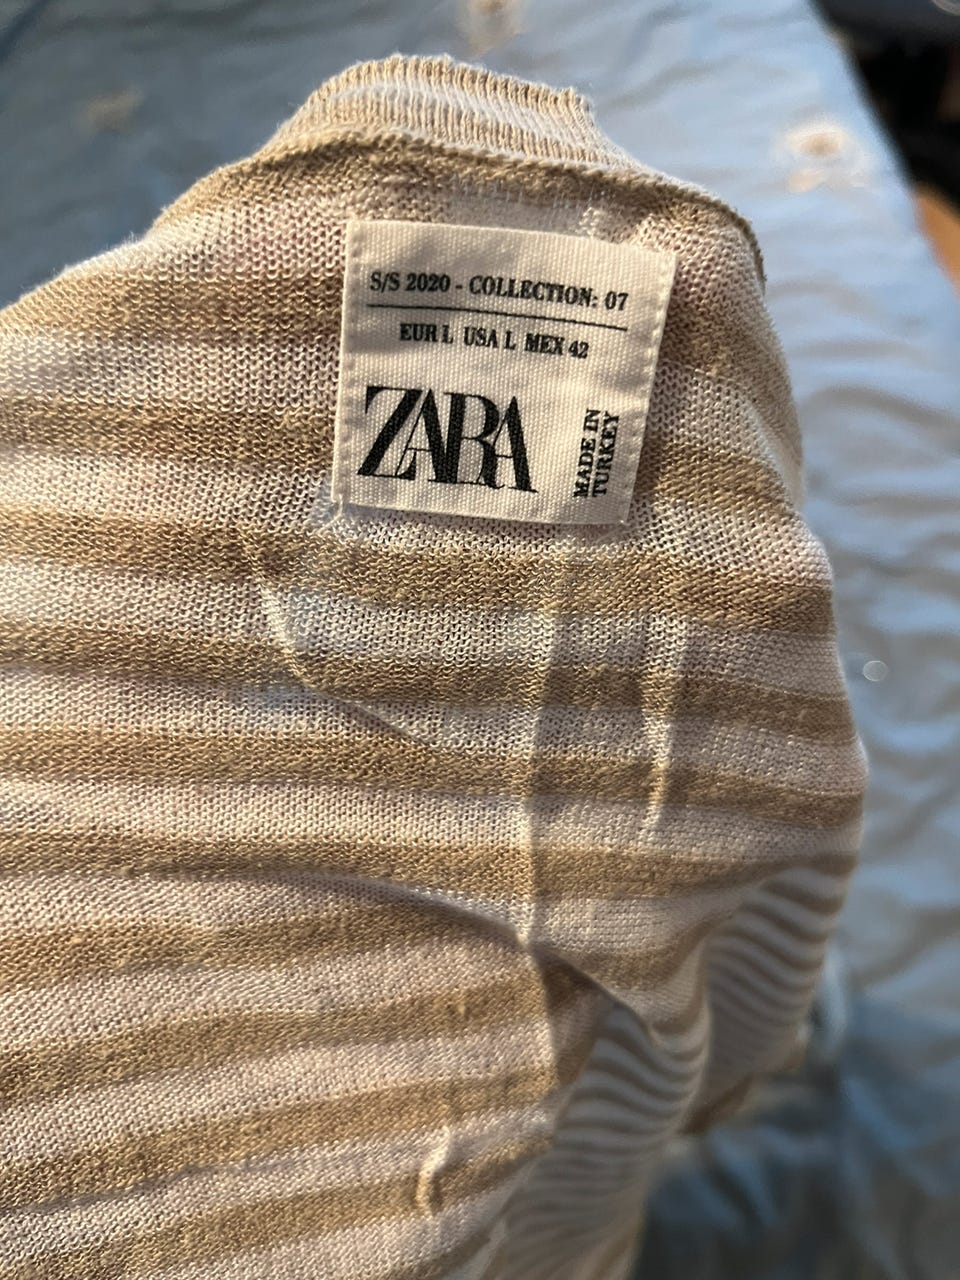 S/S 2020 - COLLECTION: 07
EUR L USA L MEX 42
ZARA
MADE IN
TURKEY